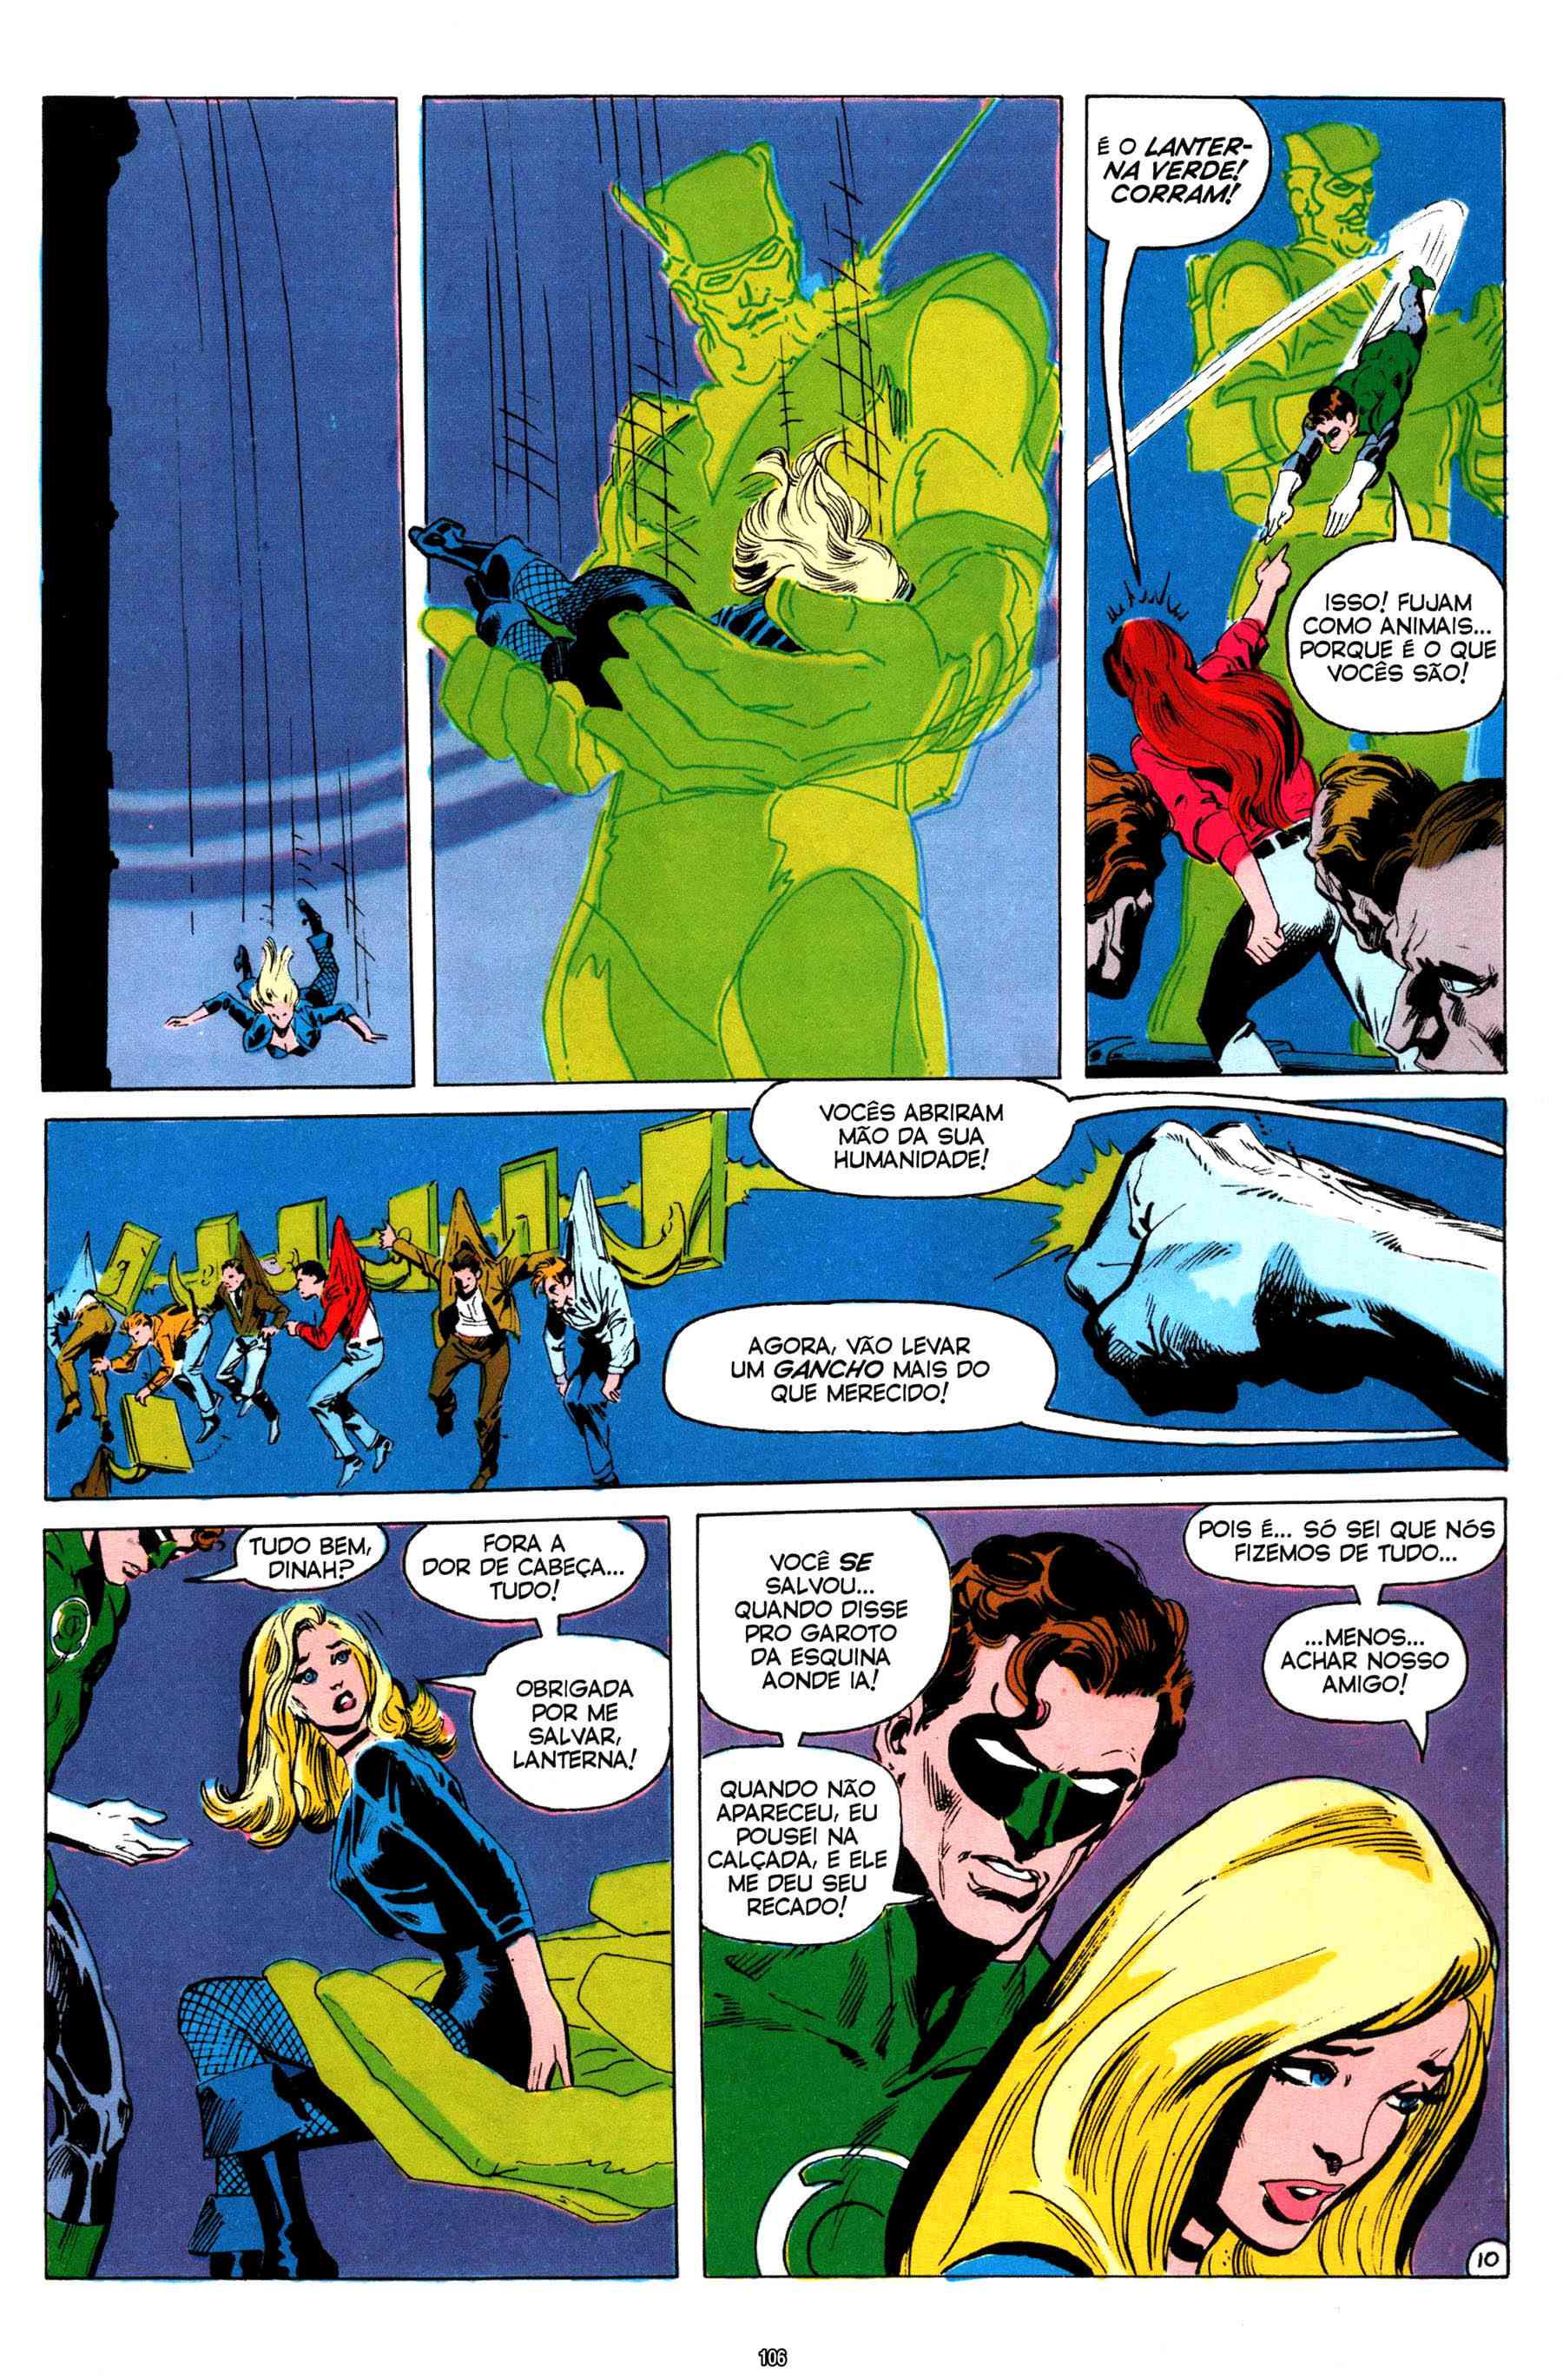 É O LANTER-
NA VERDE!
CORRAM!
ISSO! FUJAM
COMO ANIMAIS...
PORQUE É O QUE
VOCÊS SÃO!
VOCÊS ABRIRAM
MÃO DA SUA
HUMANIDADE!
AGORA, VÃO LEVAR
UM GANCHO MAIS DO
QUE MERECIDO!
TUDO BEM,
DINAH?
FORA A
DOR DE CABEÇA...
TUDO!
OBRIGADA
POR ME
SALVAR,
LANTERNA!
VOCÊ SE
SALVOU...
QUANDO DISSE
PRO GAROTO
DA ESQUINA
AONDE IA!
QUANDO NÃO
APARECEU, EU
POUSEI NA
CALÇADA, E ELE
ME DEU SEU
RECADO!
POIS É... SÓ SEI QUE NÓS
FIZEMOS DE TUDO...
...MENOS...
ACHAR NOSSO
AMIGO!
10
106